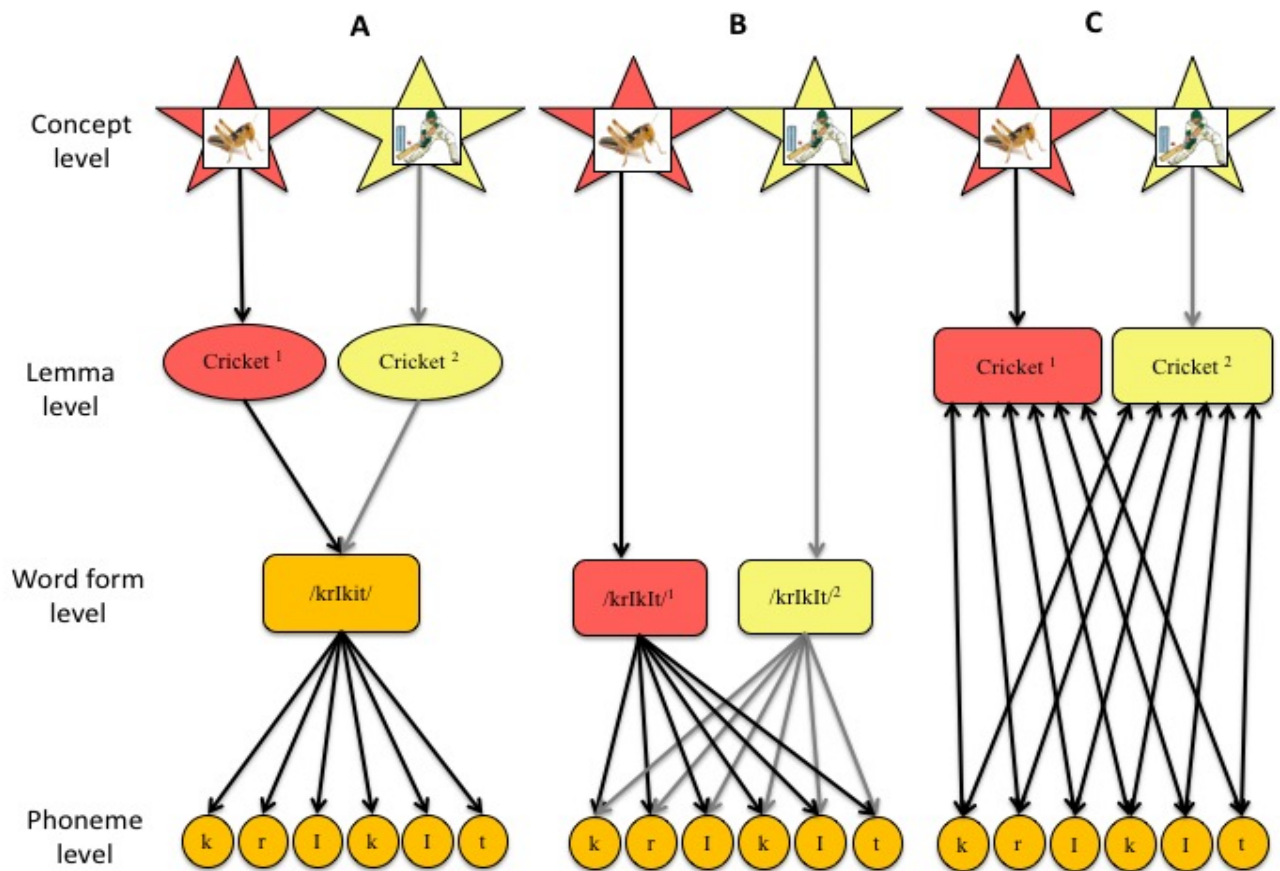 A B C
Concept
level
Lemma
level
Cricket 1 Cricket 2 Cricket 1 Cricket 2
Word form
level
/krIkit/ /krIkIt/1 /krIkIt/2
Phoneme
level
k r I k I t k r I k I t k r I k I t